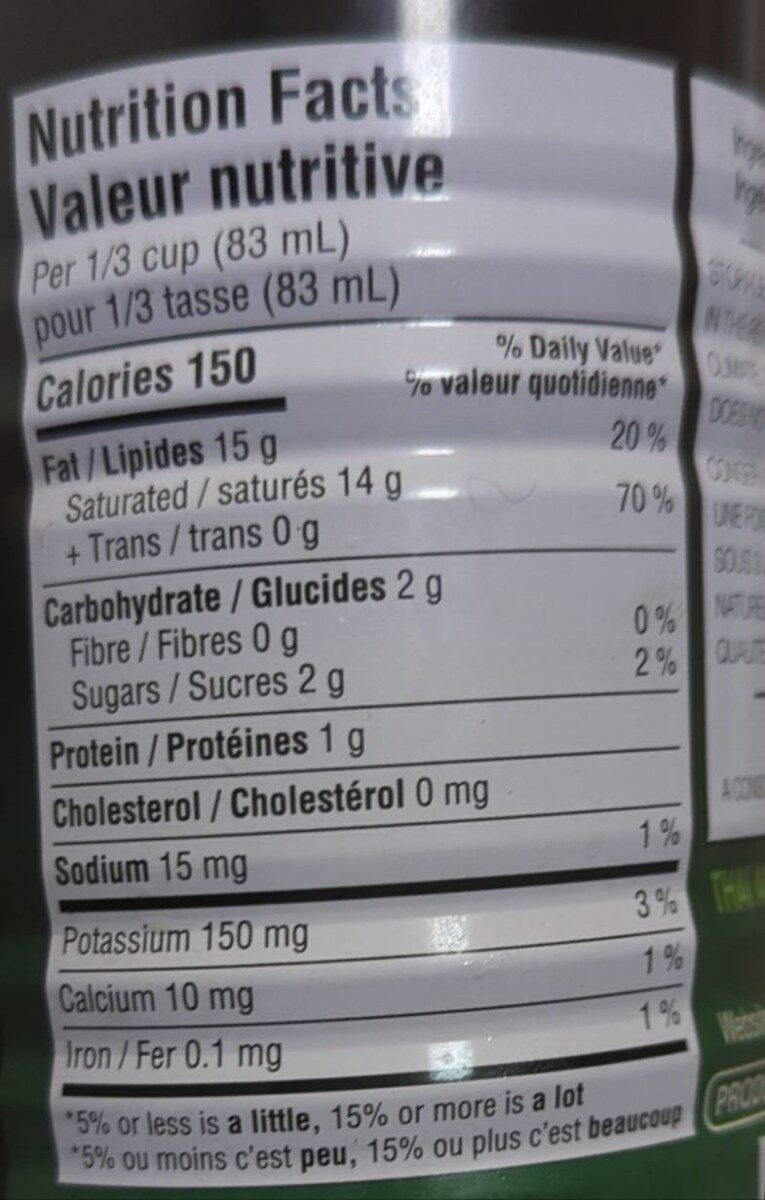 Nutrition Facts
Valeur nutritive
Per 1/3 cup (83 mL)
pour 1/3 tasse (83 mL)
Calories 150
% Daily Value*
% valeur quotidienne*
Fat / Lipides 15 g 20 %
Saturated / saturés 14 g
+ Trans / trans 0 g 70 %
Carbohydrate / Glucides 2 g
Fibre / Fibres 0 g 0 %
Sugars / Sucres 2 g 2 %
Protein / Protéines 1 g
Cholesterol / Cholestérol 0 mg
Sodium 15 mg 1 %
Potassium 150 mg 3 %
Calcium 10 mg 1 %
Iron / Fer 0.1 mg 1 %
*5% or less is a little, 15% or more is a lot
*5% ou moins c'est peu, 15% ou plus c'est beaucoup
IN THE